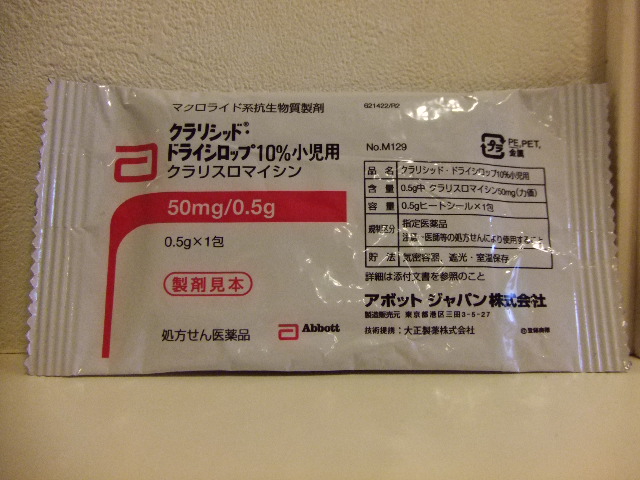 マクロライド系抗生物質製剤
621422/R2
クラリシッド®・
ドライシロップ10%小児用
クラリスロマイシン
50mg/0.5g
0.5g×1包
製剤見本
処方せん医薬品
Abbott
No.M129
プラ
PE,PET,
金属
品 名 クラリシッド・ドライシロップ10%小児用
含 量 0.5g中 クラリスロマイシン50mg(力価)
容 量 0.5gヒートシール×1包
規制区分 指定医薬品
注意-医師等の処方せんにより使用すること
貯 法 気密容器、遮光・室温保存
詳細は添付文書を参照のこと
アボット ジャパン株式会社
製造販売元 東京都港区三田3-5-27
技術提携:大正製薬株式会社